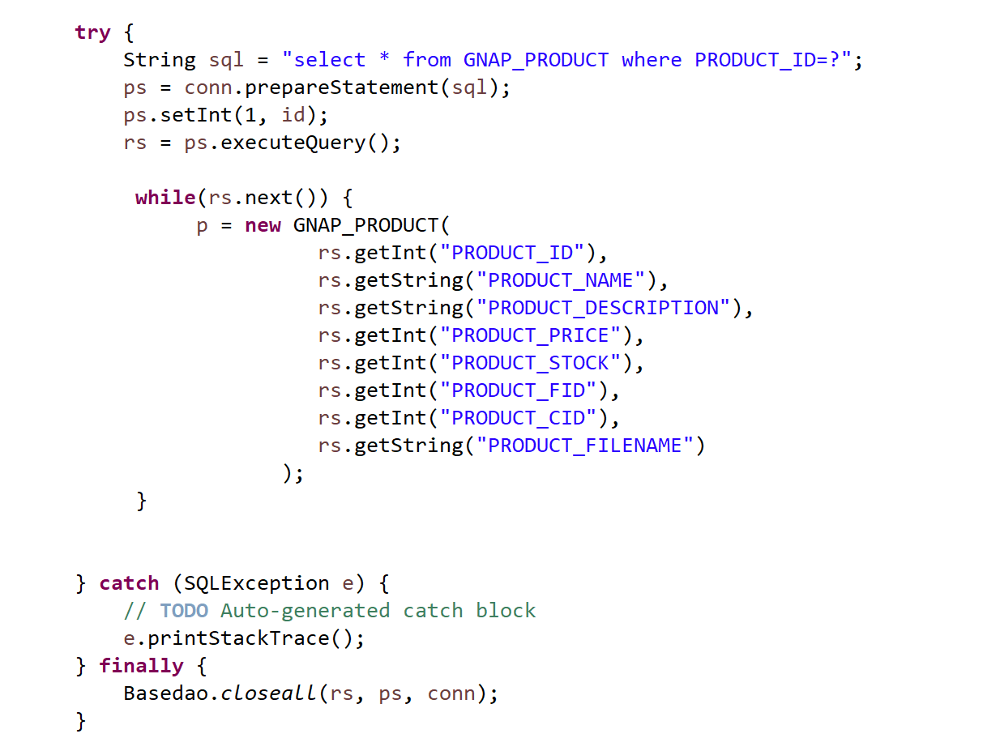 try {
    String sql = "select * from GNAP_PRODUCT where PRODUCT_ID=?";
    ps = conn.prepareStatement(sql);
    ps.setInt(1, id);
    rs = ps.executeQuery();

     while(rs.next()) {
          p = new GNAP_PRODUCT(
                    rs.getInt("PRODUCT_ID"),
                    rs.getString("PRODUCT_NAME"),
                    rs.getString("PRODUCT_DESCRIPTION"),
                    rs.getInt("PRODUCT_PRICE"),
                    rs.getInt("PRODUCT_STOCK"),
                    rs.getInt("PRODUCT_FID"),
                    rs.getInt("PRODUCT_CID"),
                    rs.getString("PRODUCT_FILENAME")
                 );
     }


} catch (SQLException e) {
    // TODO Auto-generated catch block
    e.printStackTrace();
} finally {
    Basedao.closeall(rs, ps, conn);
}